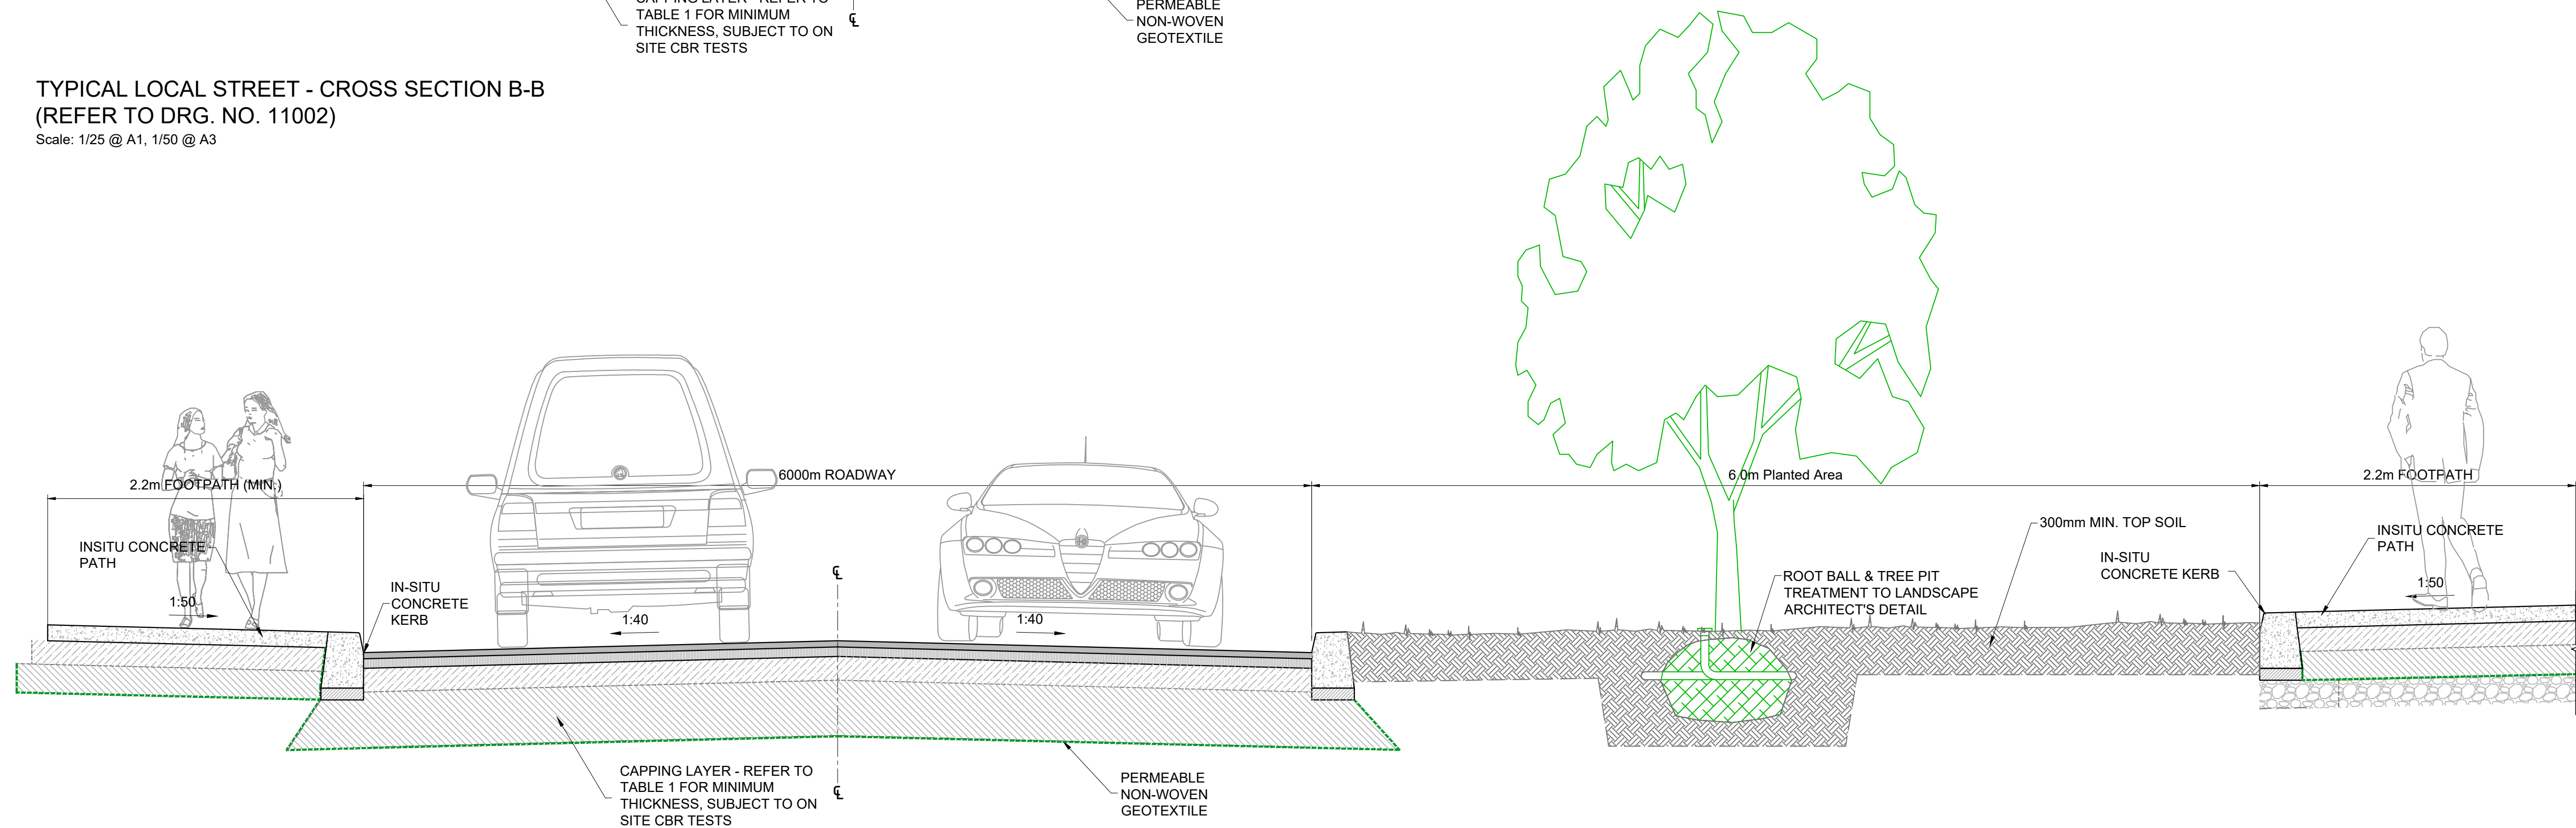 CAPPING LAYER - REFER TO
TABLE 1 FOR MINIMUM
THICKNESS, SUBJECT TO ON
SITE CBR TESTS
℄
PERMEABLE
NON-WOVEN
GEOTEXTILE
TYPICAL LOCAL STREET - CROSS SECTION B-B
(REFER TO DRG. NO. 11002)
Scale: 1/25 @ A1, 1/50 @ A3
2.2m FOOTPATH (MIN.)
6000m ROADWAY
6.0m Planted Area
2.2m FOOTPATH
INSITU CONCRETE
PATH
1:50
IN-SITU
CONCRETE
KERB
1:40
℄
1:40
ROOT BALL & TREE PIT
TREATMENT TO LANDSCAPE
ARCHITECT'S DETAIL
300mm MIN. TOP SOIL
IN-SITU
CONCRETE KERB
INSITU CONCRETE
PATH
1:50
CAPPING LAYER - REFER TO
TABLE 1 FOR MINIMUM
THICKNESS, SUBJECT TO ON
SITE CBR TESTS
℄
PERMEABLE
NON-WOVEN
GEOTEXTILE